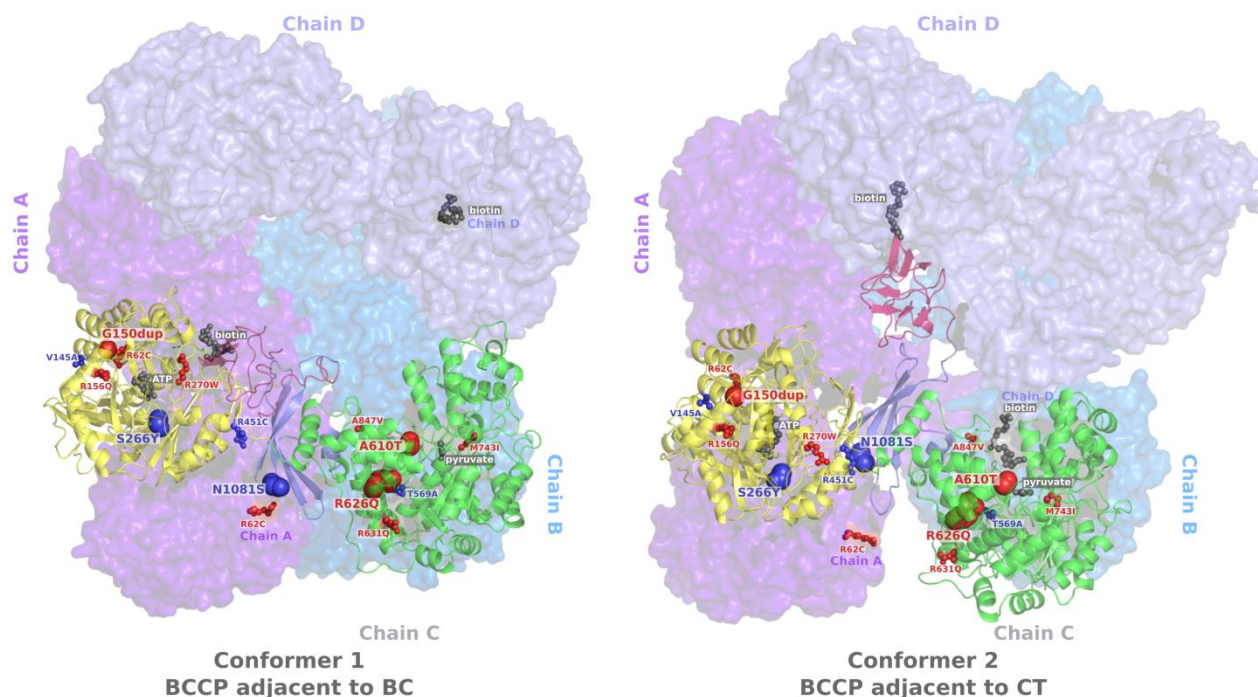 Chain D
Chain A
biotin
Chain D
G150dup
V145A
R62C
biotin
R156Q
ATP
R270W
S266Y
R451C
A847V
A610T
M743I
pyruvate
N1081S
R626Q
T569A
R62C
Chain A
R631Q
Chain B
Chain C
Conformer 1
BCCP adjacent to BC
Chain D
Chain A
biotin
R62C
G150dup
V145A
R156Q
ATP
R270W
N1081S
S266Y
R451C
Chain D
biotin
A847V
A610T
pyruvate
M743I
T569A
R626Q
R62C
Chain A
R631Q
Chain B
Chain C
Conformer 2
BCCP adjacent to CT